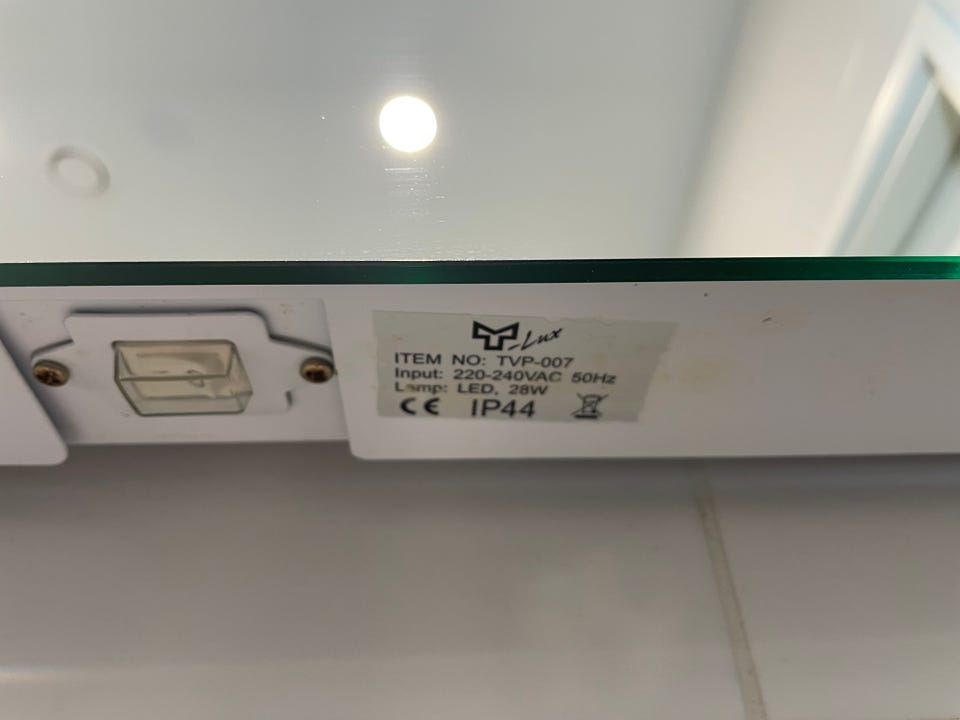 Lux
ITEM NO: TVP-007
Input: 220-240VAC 50Hz
Lamp: LED, 28W
CE IP44